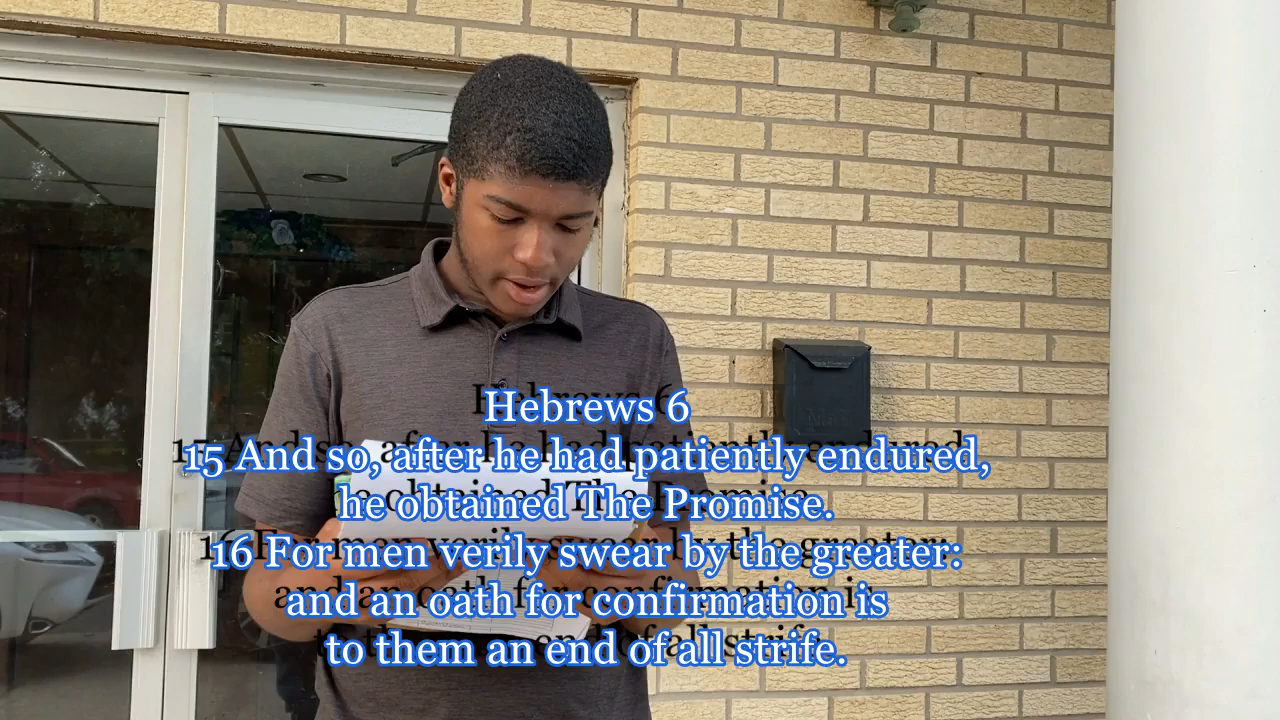 Hebrews 6
15 And so, after he had patiently endured,
he obtained The Promise.
16 For men verily swear by the greater:
and an oath for confirmation is
to them an end of all strife.